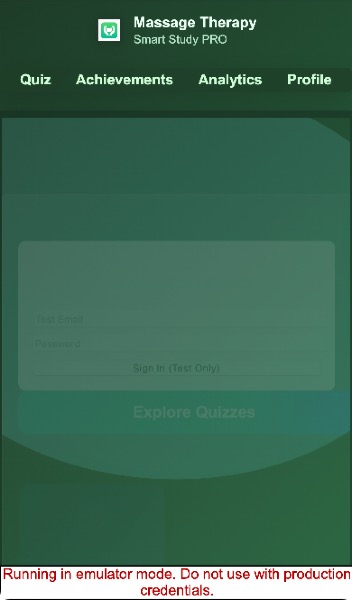 Massage Therapy
Smart Study PRO
Quiz Achievements Analytics Profile
Test Email
Password
Sign In (Test Only)
Explore Quizzes
Running in emulator mode. Do not use with production
credentials.